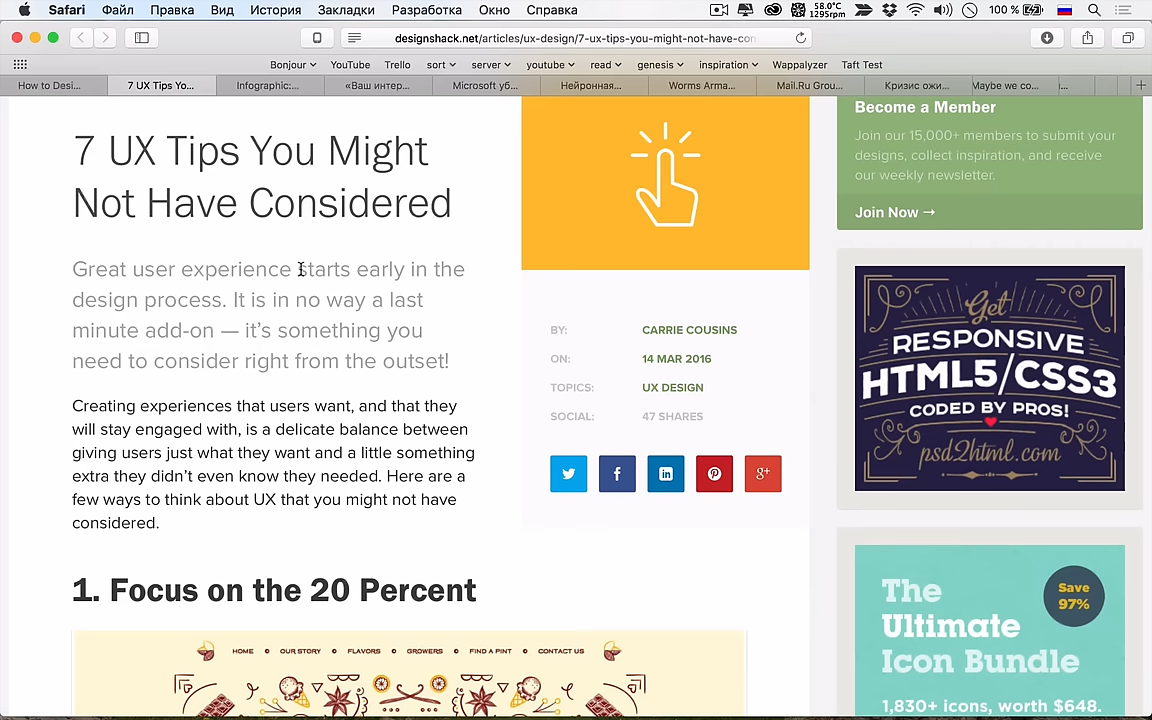 Safari Файл Правка Вид История Закладки Разработка Окно Справка 58.0°C 1295rpm 100 %
designshack.net/articles/ux-design/7-ux-tips-you-might-not-have-con
Bonjour YouTube Trello sort server youtube read genesis inspiration Wappalyzer Taft Test
How to Desi... 7 UX Tips Yo... Infographic:... «Ваш интер... Microsoft уб... Нейронная... Worms Arma... Mail.Ru Grou... Кризис ожи... Maybe we co...
7 UX Tips You Might
Not Have Considered
Great user experience starts early in the
design process. It is in no way a last
minute add-on — it's something you
need to consider right from the outset!
Creating experiences that users want, and that they
will stay engaged with, is a delicate balance between
giving users just what they want and a little something
extra they didn't even know they needed. Here are a
few ways to think about UX that you might not have
considered.
1. Focus on the 20 Percent
HOME OUR STORY FLAVORS GROWERS FIND A PINT CONTACT US
BY: CARRIE COUSINS
ON: 14 MAR 2016
TOPICS: UX DESIGN
SOCIAL: 47 SHARES
Become a Member
Join our 15,000+ members to submit your
designs, collect inspiration, and receive
our weekly newsletter.
Join Now →
Get
RESPONSIVE
HTML5/CSS3
CODED BY PROS!
psd2html.com
The
Ultimate
Icon Bundle
Save
97%
1,830+ icons, worth $648.